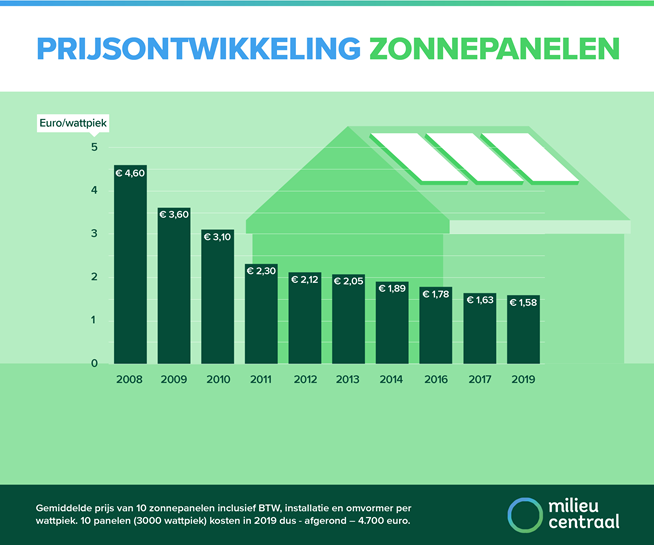 PRIJSONTWIKKELING ZONNEPANELEN
Euro/wattpiek
5
4
3
2
1
0
€ 4,60
€ 3,60
€ 3,10
€ 2,30
€ 2,12
€ 2,05
€ 1,89
€ 1,78
€ 1,63
€ 1,58
2008 2009 2010 2011 2012 2013 2014 2016 2017 2019
Gemiddelde prijs van 10 zonnepanelen inclusief BTW, installatie en omvormer per
wattpiek. 10 panelen (3000 wattpiek) kosten in 2019 dus - afgerond – 4.700 euro.
milieu
centraal